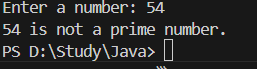 Enter a number: 54
54 is not a prime number.
PS D:\Study\Java>